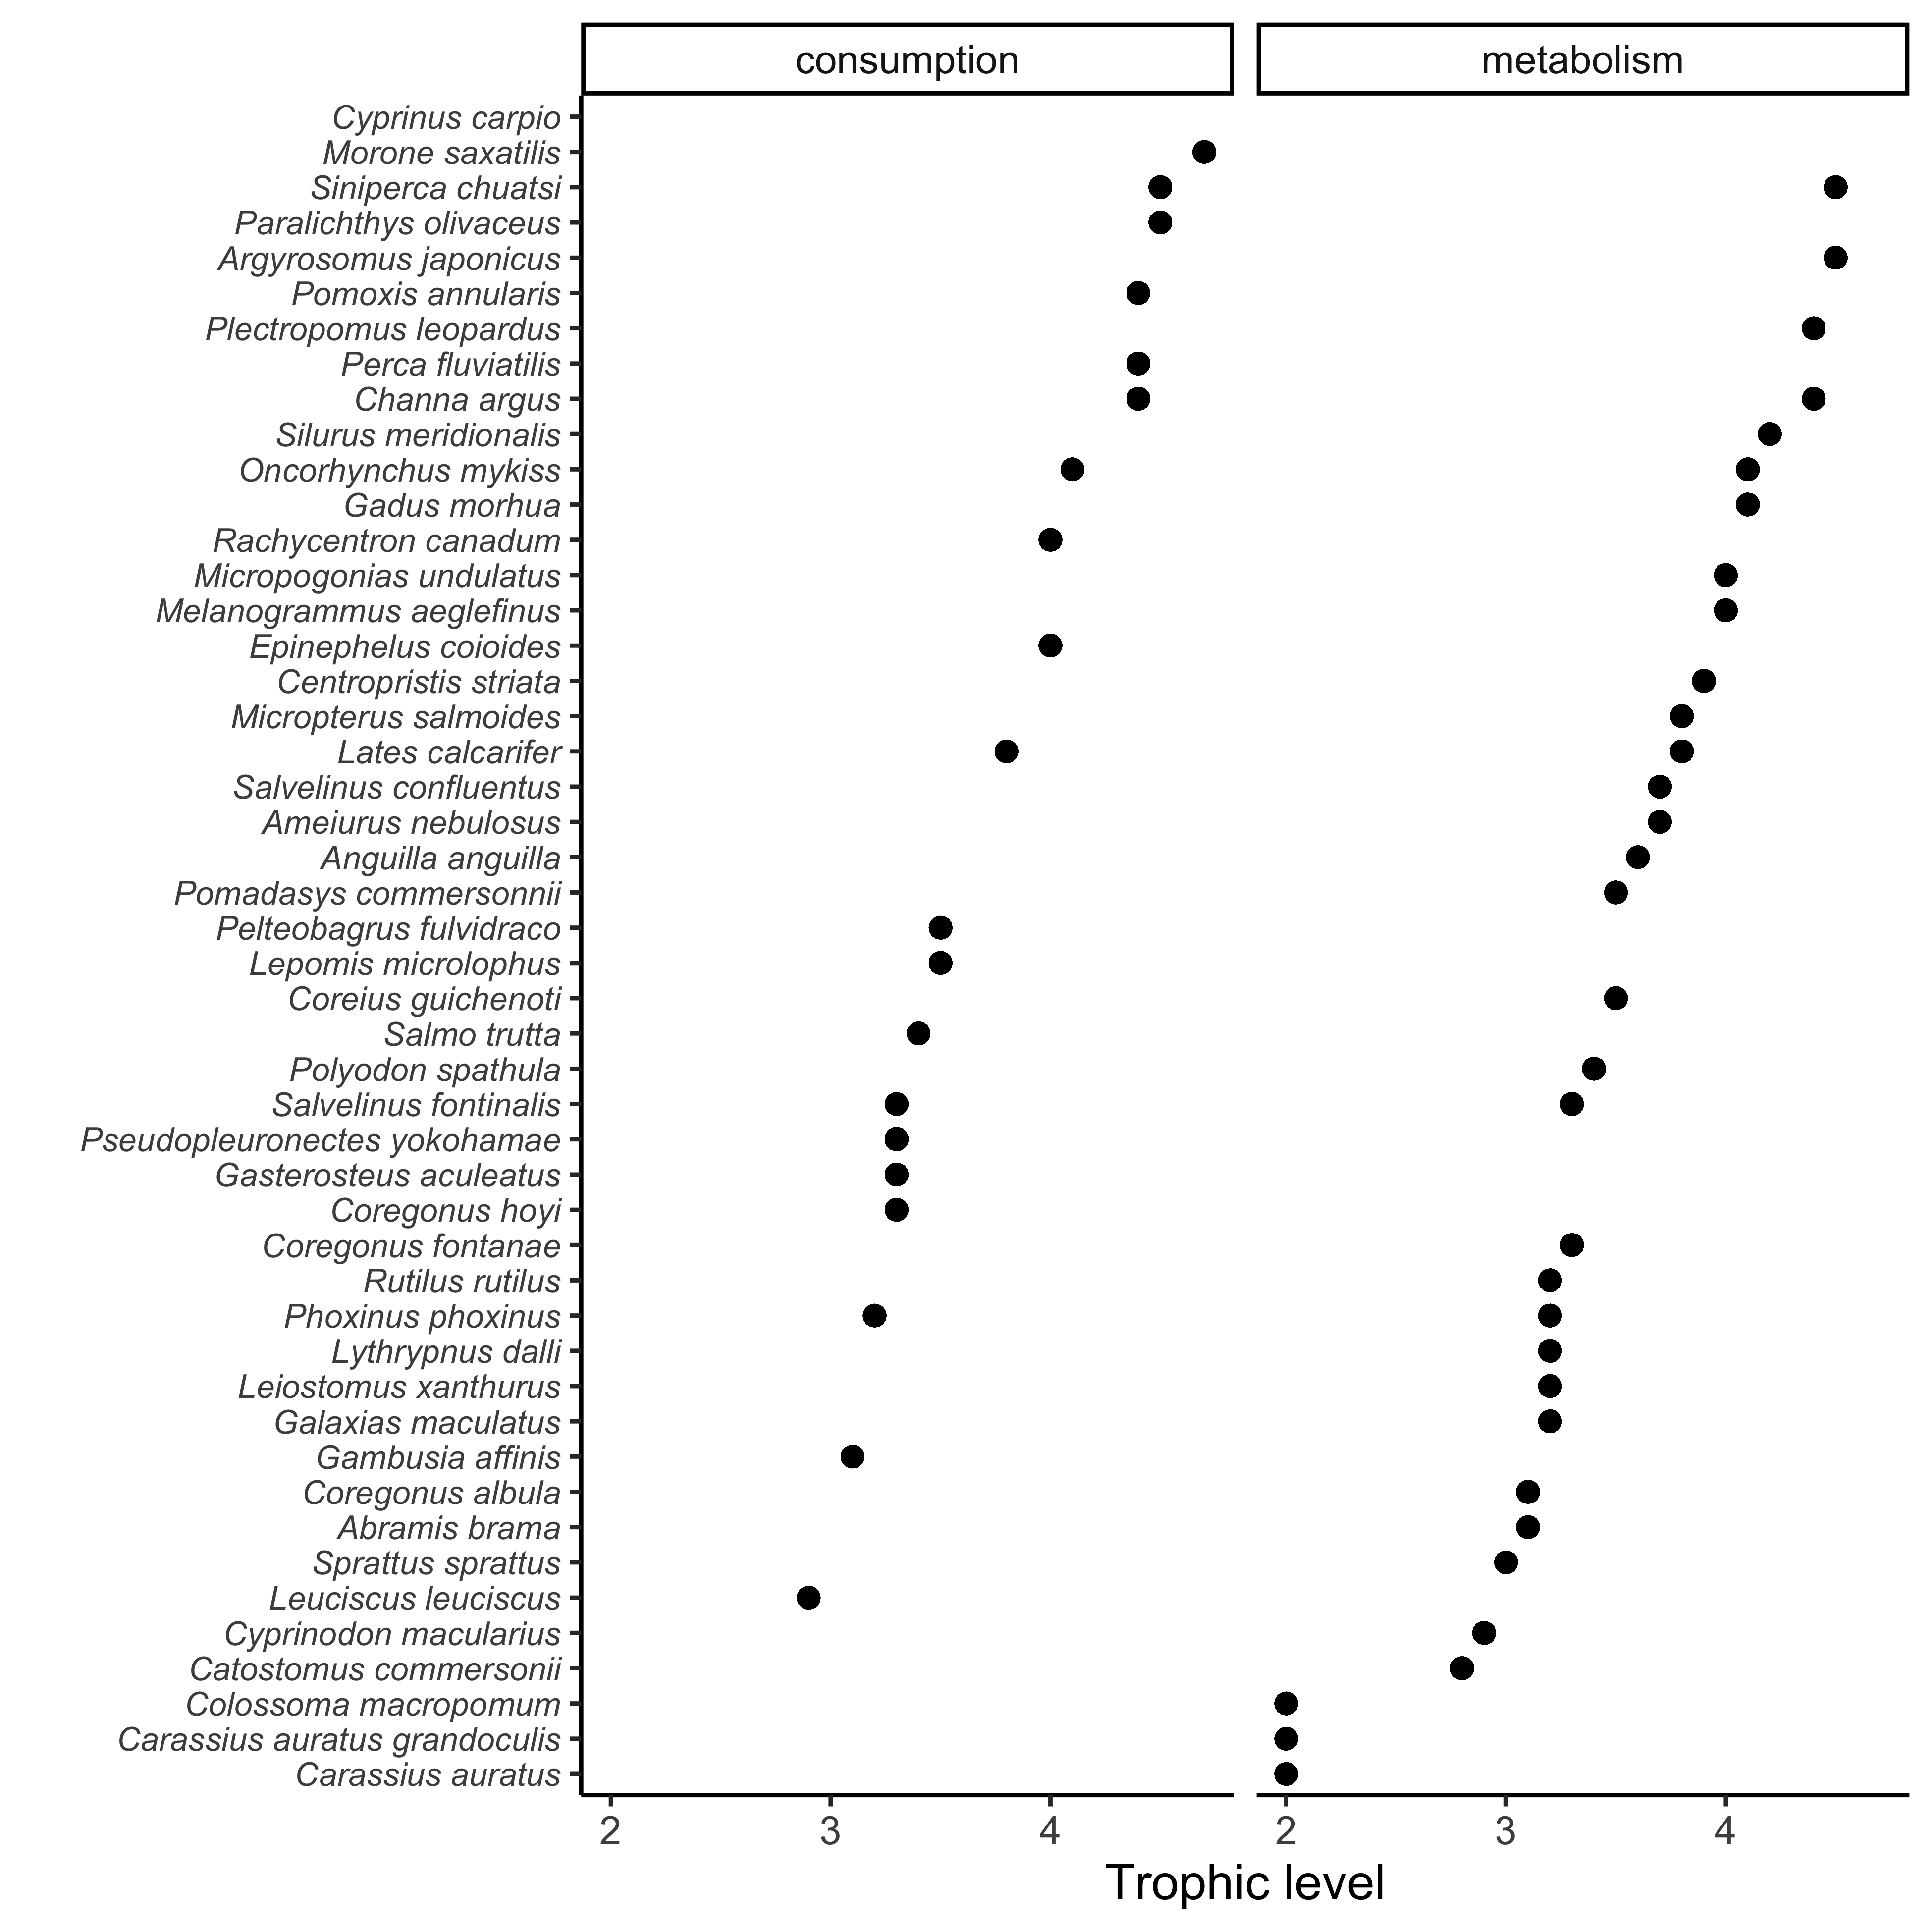 consumption
metabolism
Cyprinus carpio
Morone saxatilis
Siniperca chuatsi
Paralichthys olivaceus
Argyrosomus japonicus
Pomoxis annularis
Plectropomus leopardus
Perca fluviatilis
Channa argus
Silurus meridionalis
Oncorhynchus mykiss
Gadus morhua
Rachycentron canadum
Micropogonias undulatus
Melanogrammus aeglefinus
Epinephelus coioides
Centropristis striata
Micropterus salmoides
Lates calcarifer
Salvelinus confluentus
Ameiurus nebulosus
Anguilla anguilla
Pomadasys commersonnii
Pelteobagrus fulvidraco
Lepomis microlophus
Coreius guichenoti
Salmo trutta
Polyodon spathula
Salvelinus fontinalis
Pseudopleuronectes yokohamae
Gasterosteus aculeatus
Coregonus hoyi
Coregonus fontanae
Rutilus rutilus
Phoxinus phoxinus
Lythrypnus dalli
Leiostomus xanthurus
Galaxias maculatus
Gambusia affinis
Coregonus albula
Abramis brama
Sprattus sprattus
Leuciscus leuciscus
Cyprinodon macularius
Catostomus commersonii
Colossoma macropomum
Carassius auratus grandoculis
Carassius auratus
2 3 4
2 3 4
Trophic level